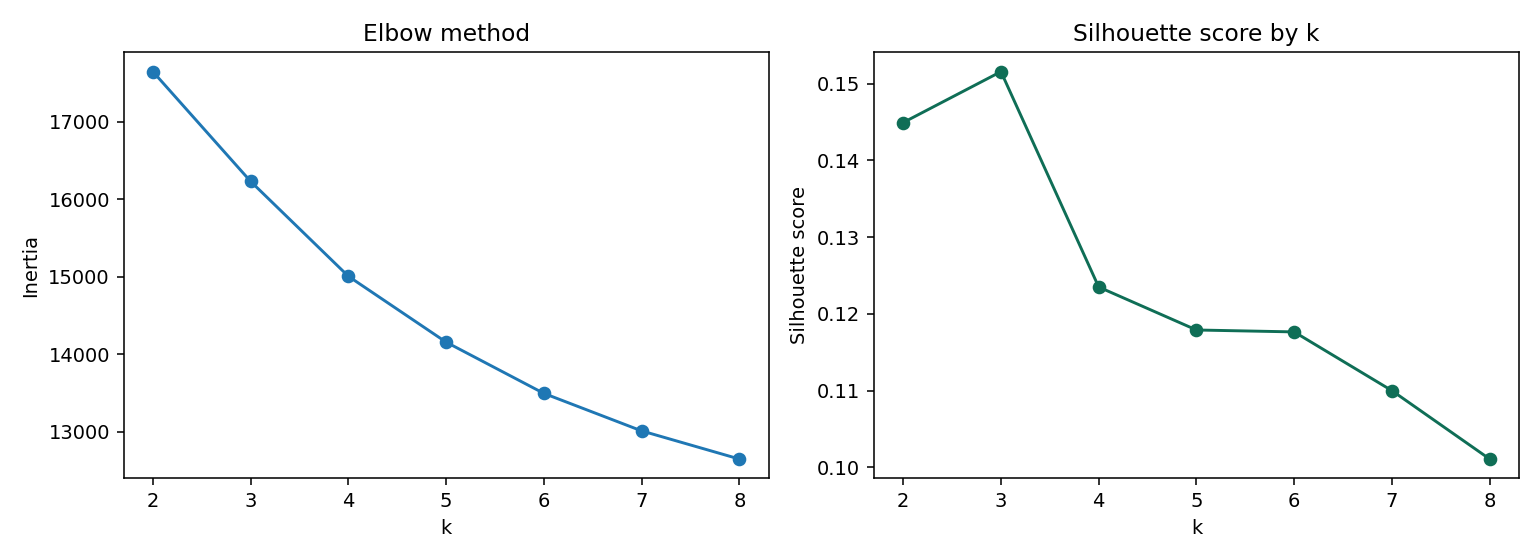 Elbow method
17000
16000
15000
14000
13000
Inertia
2 3 4 5 6 7 8
k
Silhouette score by k
0.15
0.14
0.13
0.12
0.11
0.10
Silhouette score
2 3 4 5 6 7 8
k